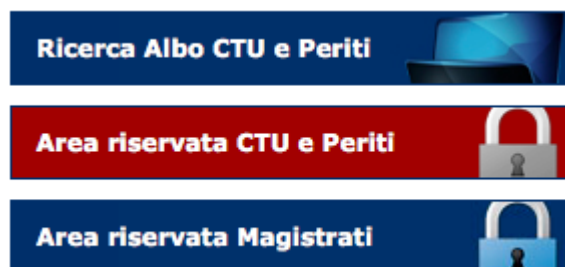 Ricerca Albo CTU e Periti
Area riservata CTU e Periti
Area riservata Magistrati